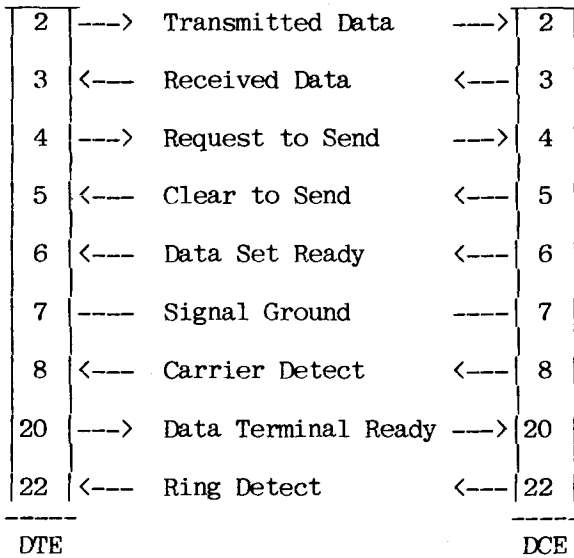 2 ---> Transmitted Data ---> 2
3 <--- Received Data <--- 3
4 ---> Request to Send ---> 4
5 <--- Clear to Send <--- 5
6 <--- Data Set Ready <--- 6
7 ---- Signal Ground ---- 7
8 <--- Carrier Detect <--- 8
20 ---> Data Terminal Ready ---> 20
22 <--- Ring Detect <--- 22
DTE DCE